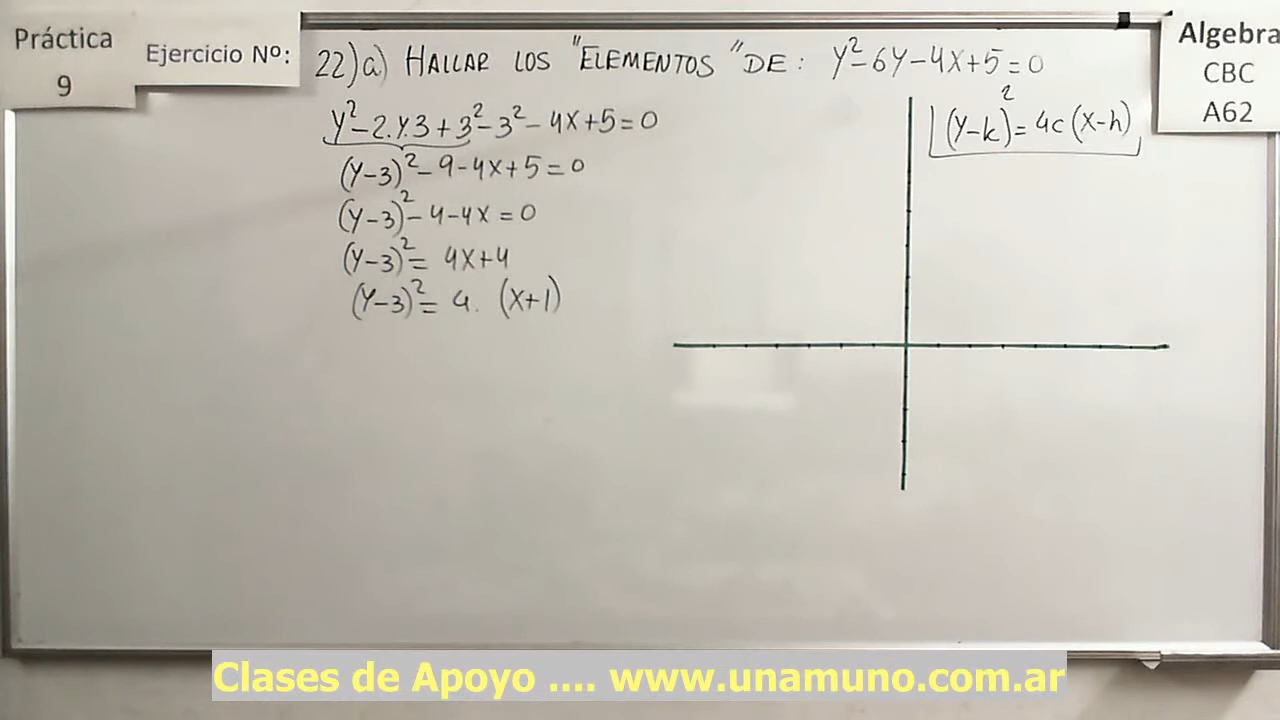 Práctica
9
Ejercicio Nº:
22)a) HALLAR LOS "ELEMENTOS" DE: y²-6y-4x+5=0
Algebra
CBC
A62
y²-2.y.3+3²-3²-4x+5=0
(y-3)²-9-4x+5=0
(y-3)²-4-4x=0
(y-3)²= 4x+4
(y-3)²= 4. (x+1)
(y-k)²=4c(x-h)
Clases de Apoyo .... www.unamuno.com.ar